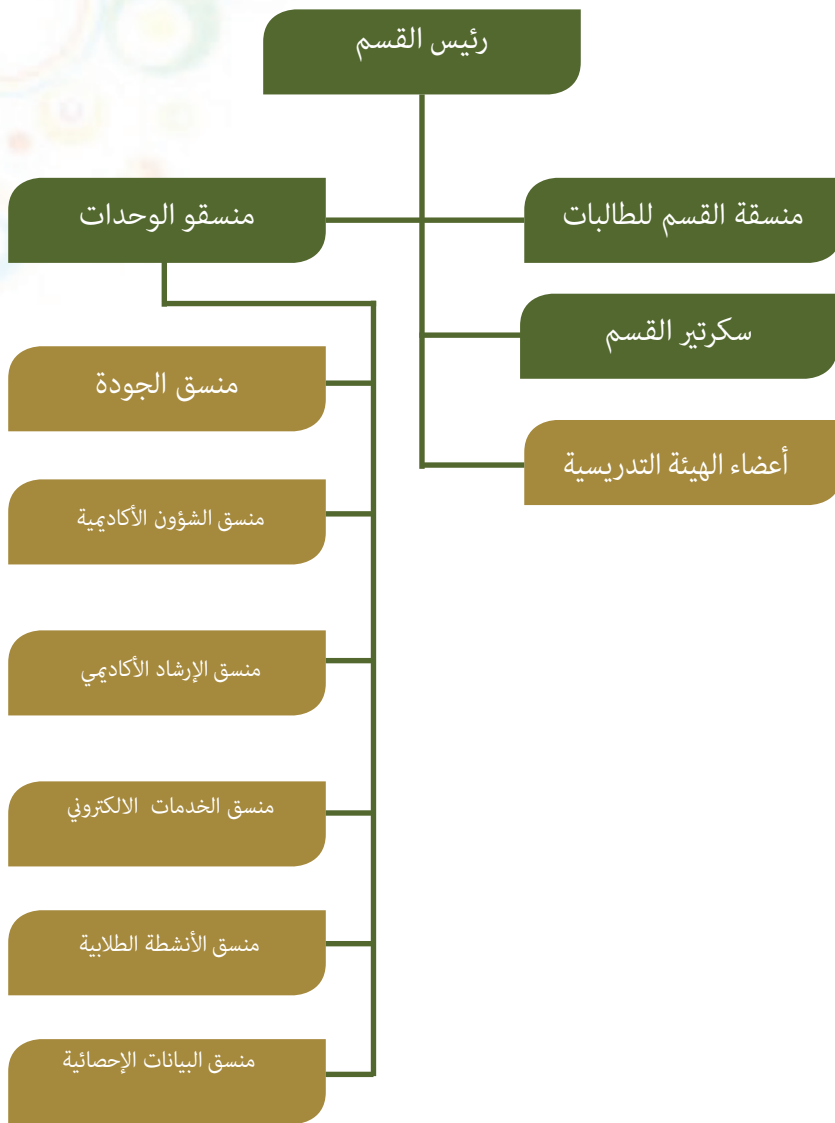 رئيس القسم
منسقة القسم للطالبات
منسقو الوحدات
سكرتير القسم
أعضاء الهيئة التدريسية
منسق الجودة
منسق الشؤون الأكاديمية
منسق الإرشاد الأكاديمي
منسق الخدمات الالكتروني
منسق الأنشطة الطلابية
منسق البيانات الإحصائية